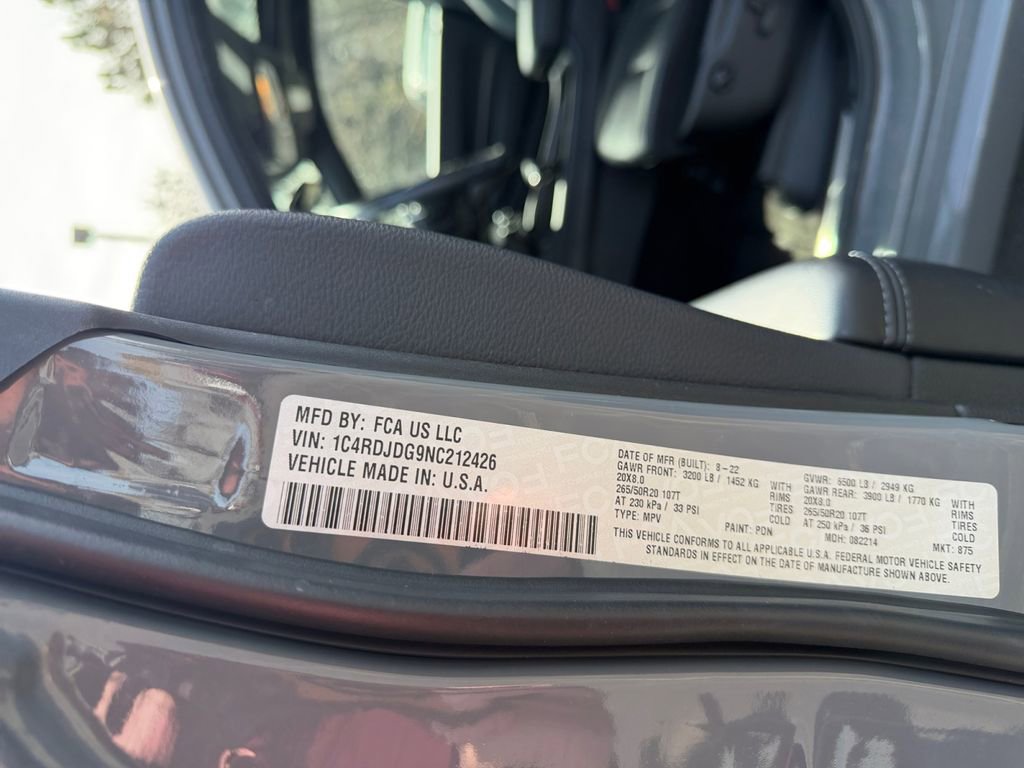 MFD BY: FCA US LLC
VIN: 1C4RDJDG9NC212426
VEHICLE MADE IN: U.S.A.
DATE OF MFR (BUILT): 8-22 GVWR: 6500 LB / 2949 KG
GAWR FRONT: 3200 LB / 1452 KG WITH GAWR REAR: 3900 LB / 1770 KG WITH
20X8.0 RIMS 20X8.0 RIMS
265/50R20 107T TIRES 265/50R20 107T TIRES
AT 230 kPa / 33 PSI COLD AT 250 kPa / 36 PSI COLD
TYPE: MPV PAINT: PDN MDH: 082214 MKT: 875
THIS VEHICLE CONFORMS TO ALL APPLICABLE U.S.A. FEDERAL MOTOR VEHICLE SAFETY
STANDARDS IN EFFECT ON THE DATE OF MANUFACTURE SHOWN ABOVE.